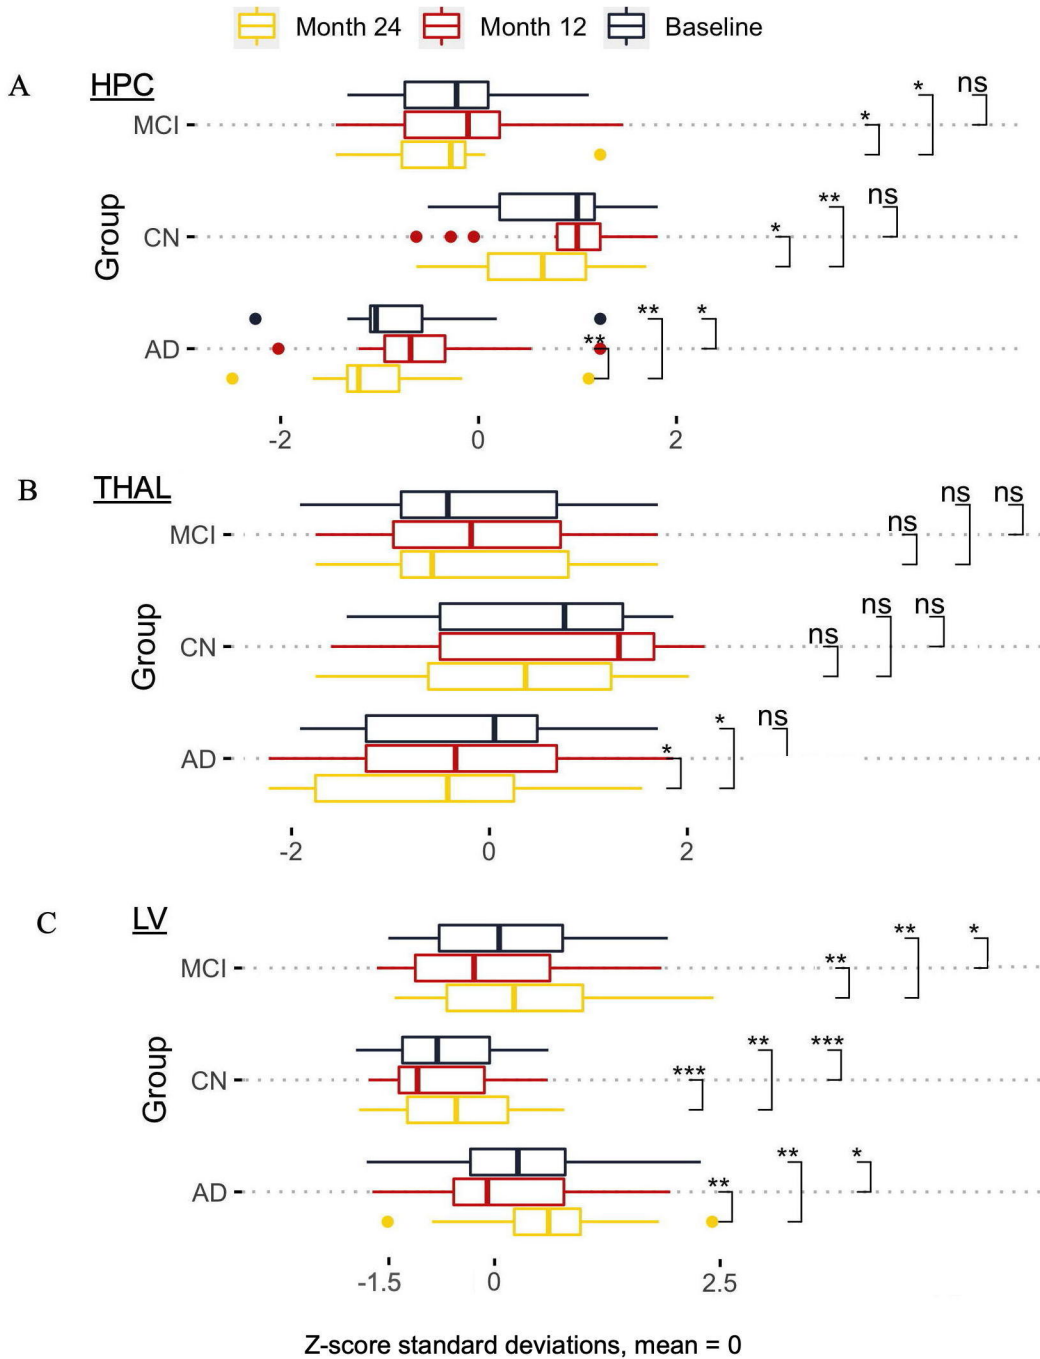 Month 24 Month 12 Baseline
A HPC
* ns
MCI *
** ns
CN *
Group
** *
AD **
-2 0 2
B THAL
ns ns
MCI ns
ns ns
CN ns
Group
* ns
AD *
-2 0 2
C LV
** *
MCI **
** ***
CN ***
Group
** *
AD **
-1.5 0 2.5
Z-score standard deviations, mean = 0